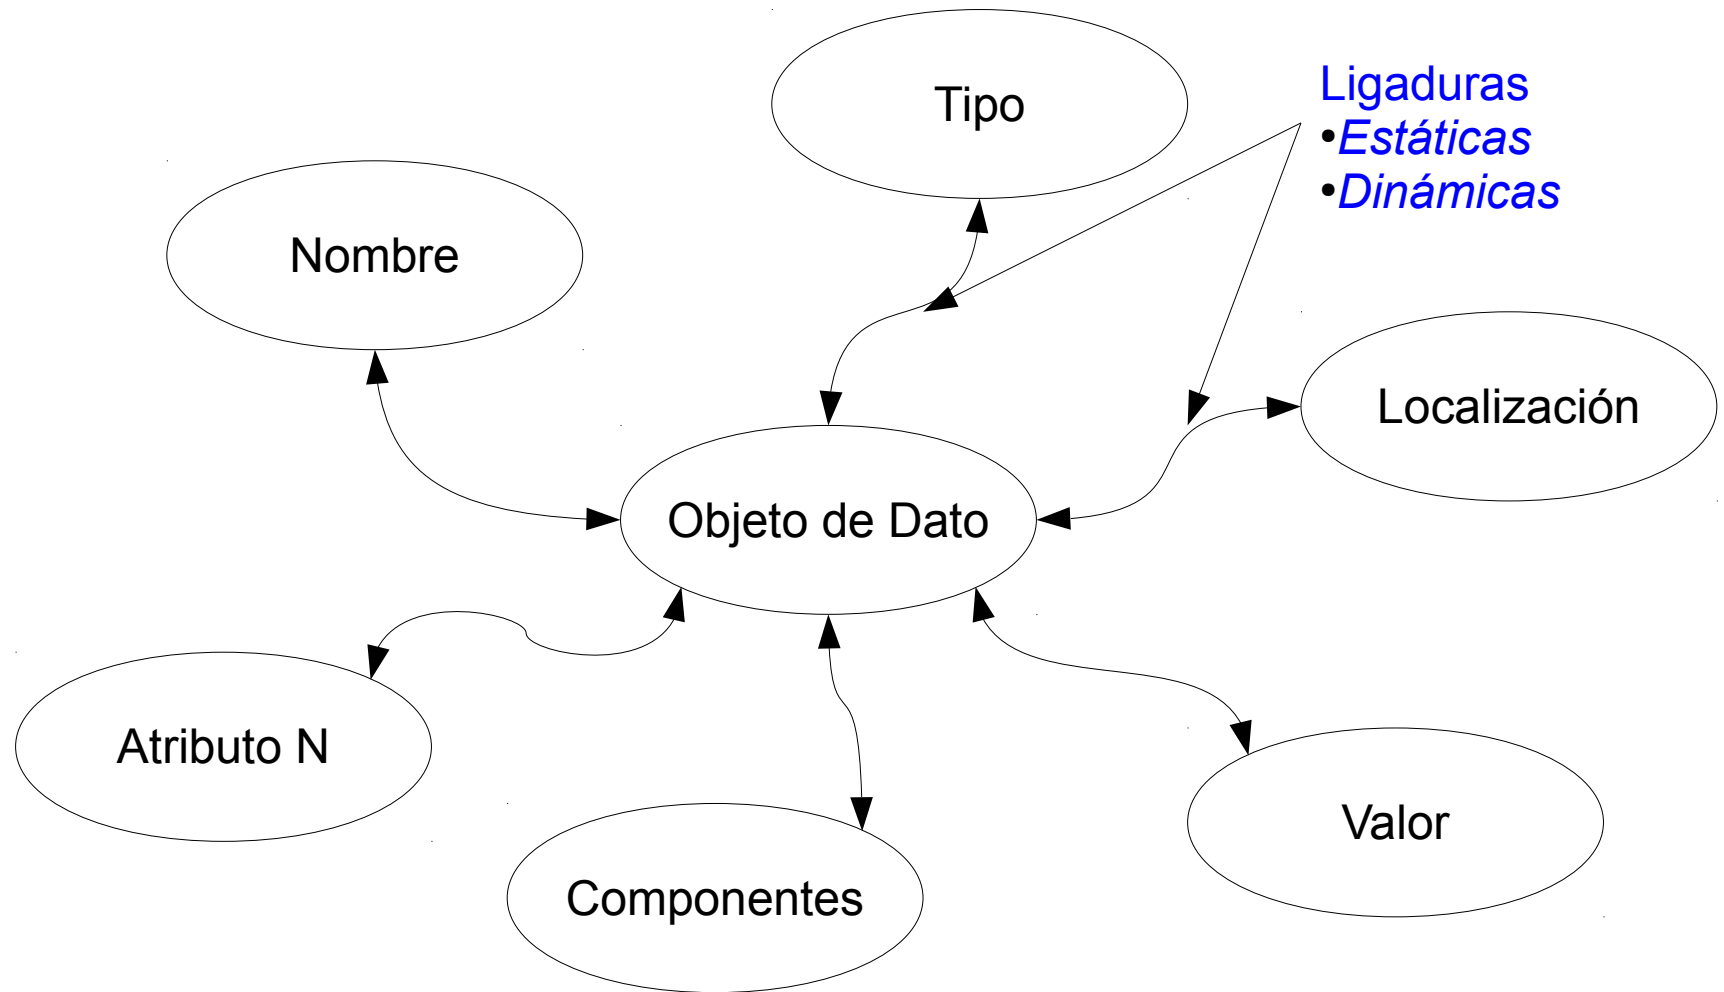 Tipo
Ligaduras
•Estáticas
•Dinámicas
Nombre
Localización
Objeto de Dato
Atributo N
Valor
Componentes